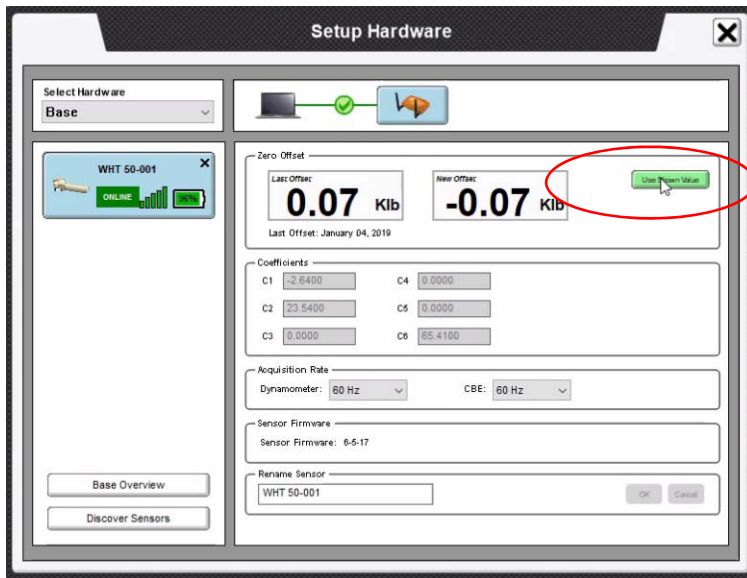 Setup Hardware
Select Hardware
Base
WHT 50-001
ONLINE
96%
Base Overview
Discover Sensors
Zero Offset
Last Offset
0.07 Klb
New Offset
-0.07 Klb
Use Shown Value
Last Offset: January 04, 2019
Coefficients
C1 -2.6400 C4 0.0000
C2 23.5400 C5 0.0000
C3 0.0000 C6 65.4100
Acquisition Rate
Dynamometer: 60 Hz CBE: 60 Hz
Sensor Firmware
Sensor Firmware: 6-5-17
Rename Sensor
WHT 50-001 OK Cancel